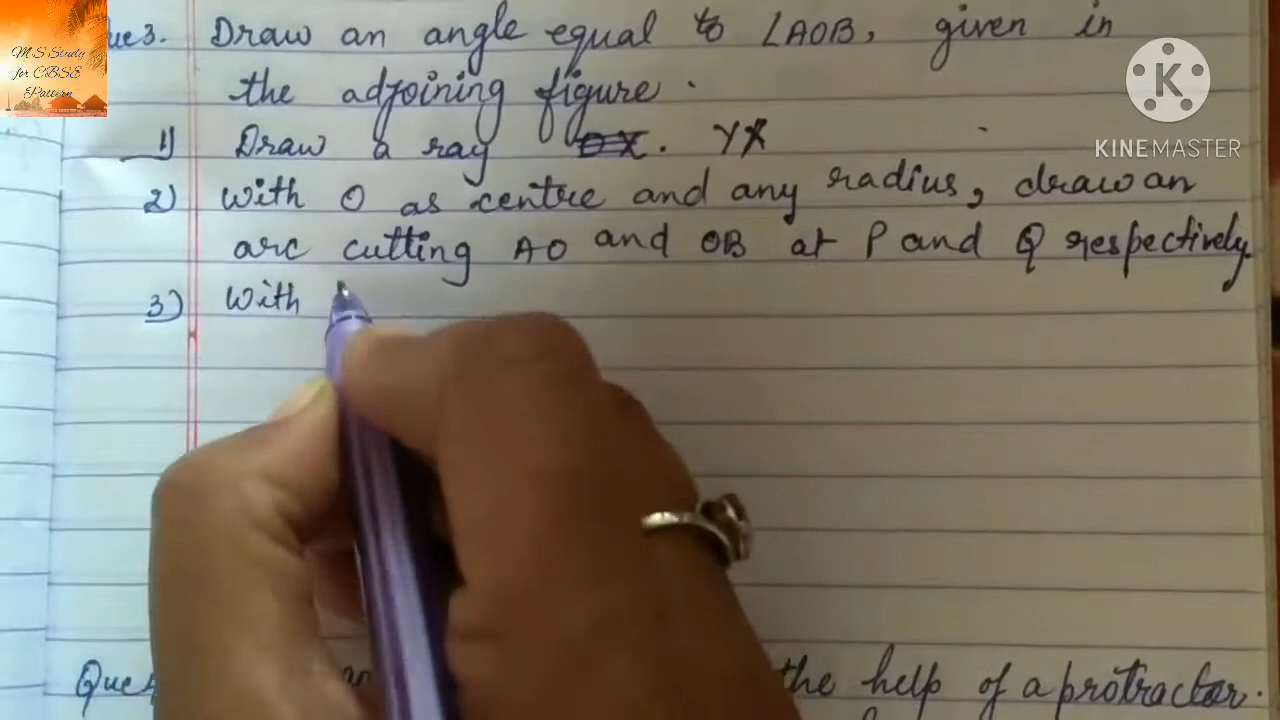 M.S Study
for CBSE
Pattern
Que 3. Draw an angle equal to ∠AOB, given in
the adjoining figure.
KINEMASTER
1) Draw a ray OX. YX
2) With O as centre and any radius, draw an
arc cutting AO and OB at P and Q respectively.
3) With
the help of a protractor.